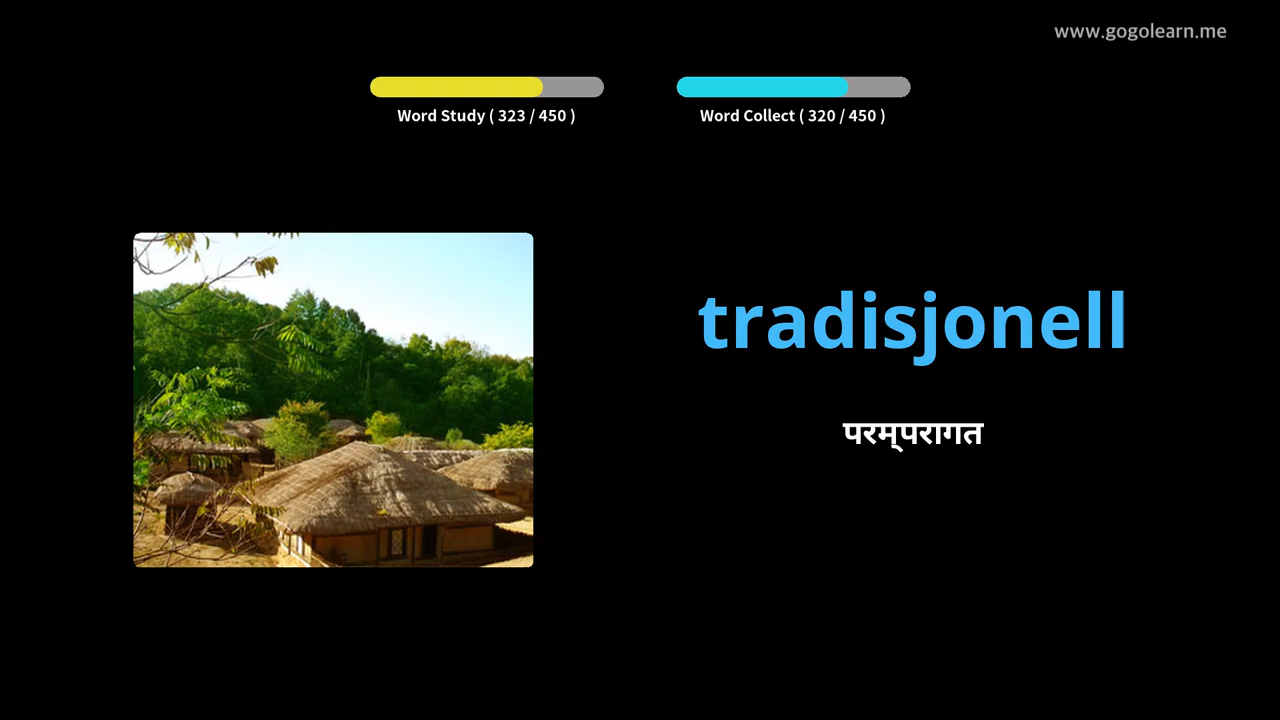 www.gogolearn.me
Word Study ( 323 / 450 )
Word Collect ( 320 / 450 )
tradisjonell
परम्परागत